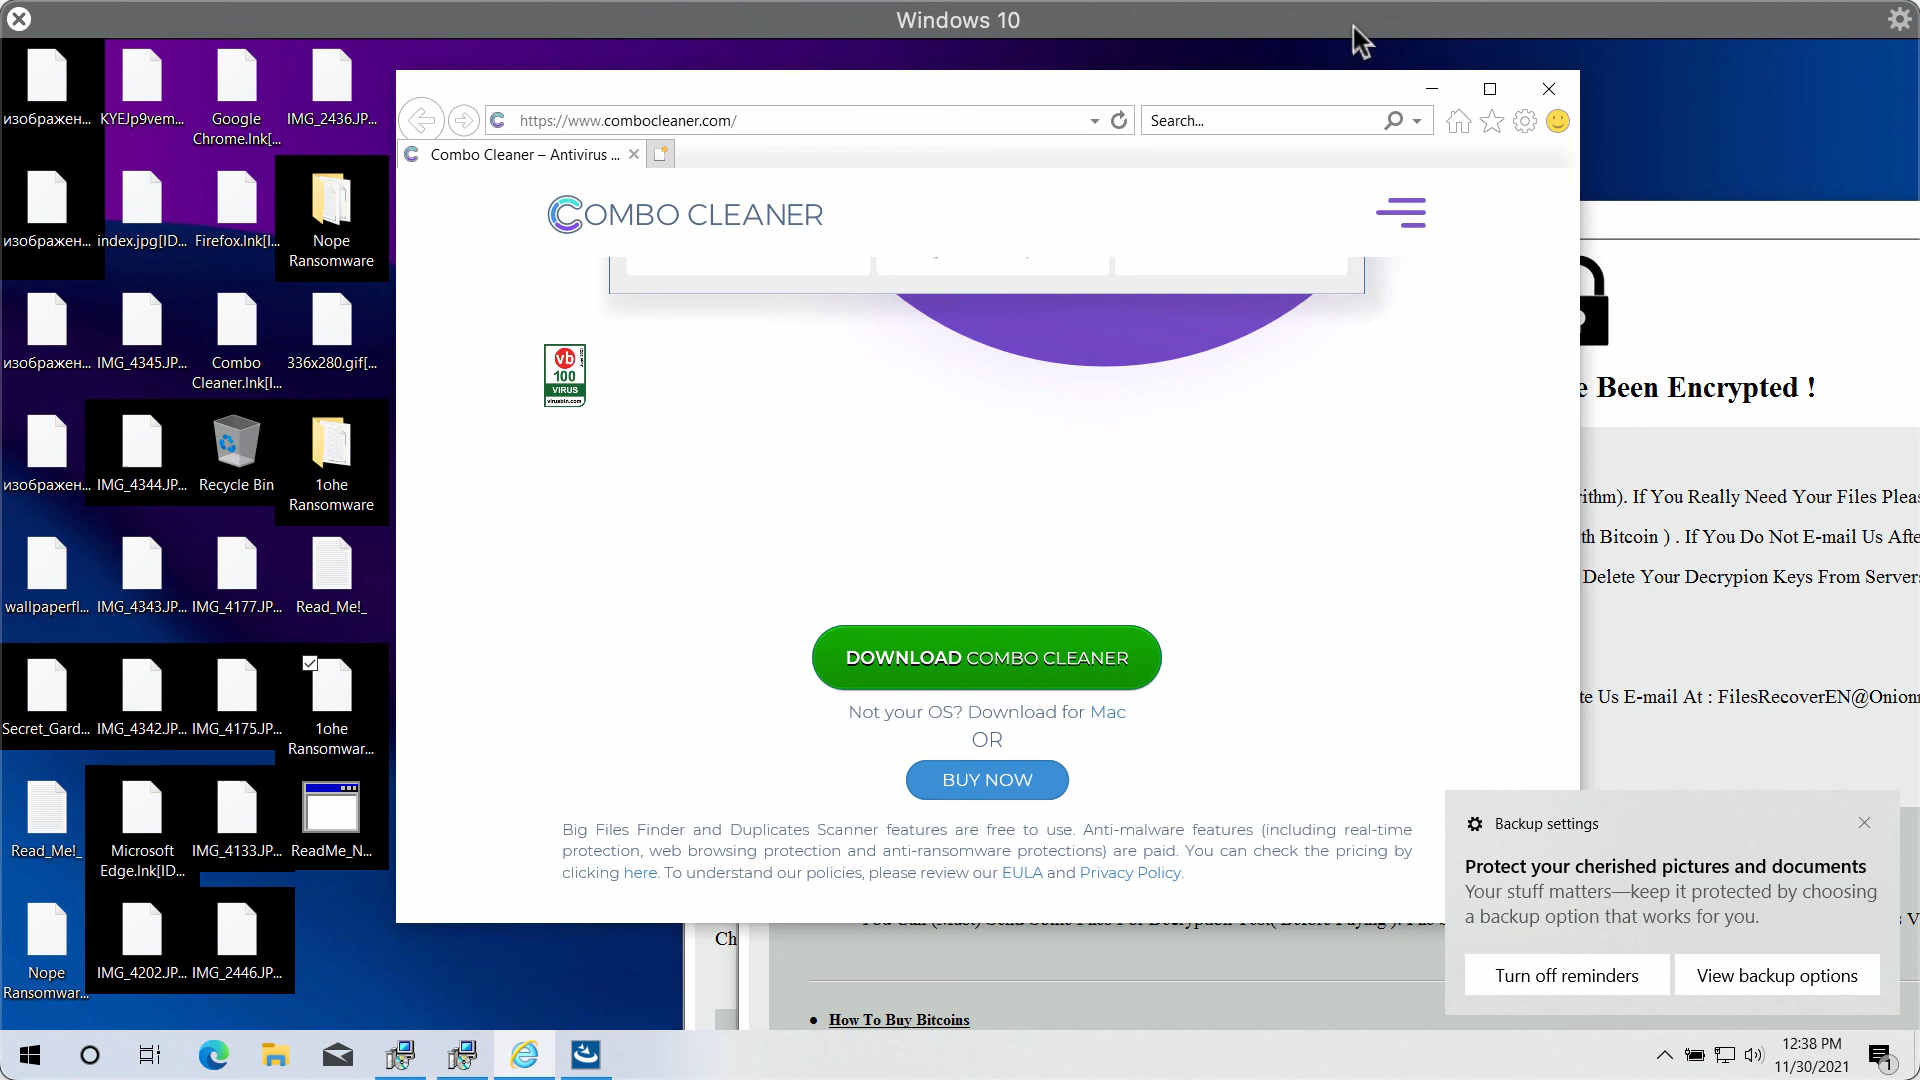 Windows 10
изображен...
KYEJp9vem...
Google
Chrome.lnk[...
IMG_2436.JP...
изображен...
index.jpg[ID...
Firefox.lnk[I...
Nope
Ransomware
изображен...
IMG_4345.JP...
Combo
Cleaner.lnk[I...
336x280.gif[...
изображен...
IMG_4344.JP...
Recycle Bin
1ohe
Ransomware
wallpaperfl...
IMG_4343.JP...
IMG_4177.JP...
Read_Me!_
Secret_Gard...
IMG_4342.JP...
IMG_4175.JP...
1ohe
Ransomwar...
Read_Me!_
Microsoft
Edge.lnk[ID...
IMG_4133.JP...
ReadMe_N...
Nope
Ransomwar...
IMG_4202.JP...
IMG_2446.JP...
https://www.combocleaner.com/
Search...
Combo Cleaner – Antivirus ...
COMBO CLEANER
vb
100
VIRUS
virusbtn.com
DOWNLOAD COMBO CLEANER
Not your OS? Download for Mac
OR
BUY NOW
Big Files Finder and Duplicates Scanner features are free to use. Anti-malware features (including real-time
protection, web browsing protection and anti-ransomware protections) are paid. You can check the pricing by
clicking here. To understand our policies, please review our EULA and Privacy Policy.
e Been Encrypted !
rithm). If You Really Need Your Files Pleas
th Bitcoin ) . If You Do Not E-mail Us Afte
Delete Your Decrypion Keys From Servers
te Us E-mail At : FilesRecoverEN@Onionm
Ch
How To Buy Bitcoins
Backup settings
Protect your cherished pictures and documents
Your stuff matters—keep it protected by choosing
a backup option that works for you.
Turn off reminders
View backup options
12:38 PM
11/30/2021
1